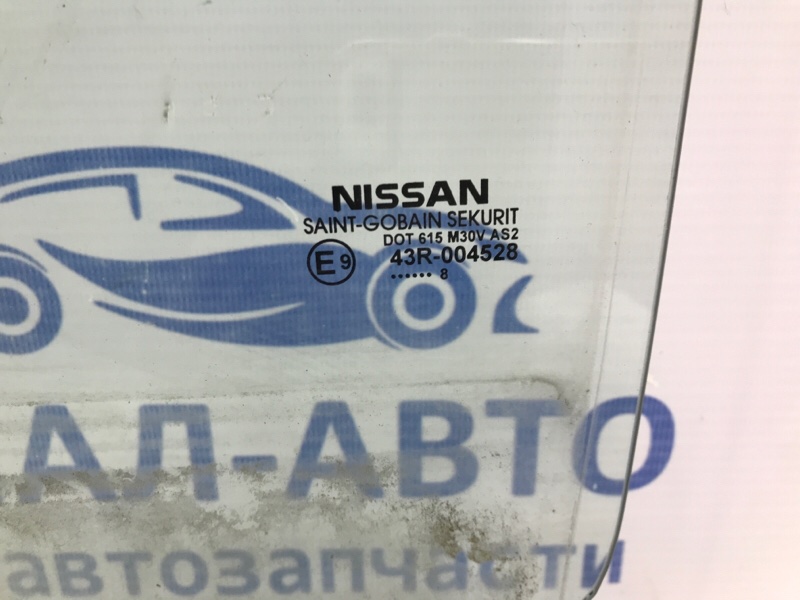 NISSAN
SAINT-GOBAIN SEKURIT
DOT 615 M30V AS2
E9 43R-004528
...... 8
АЛ-АВТО
автозапчасти